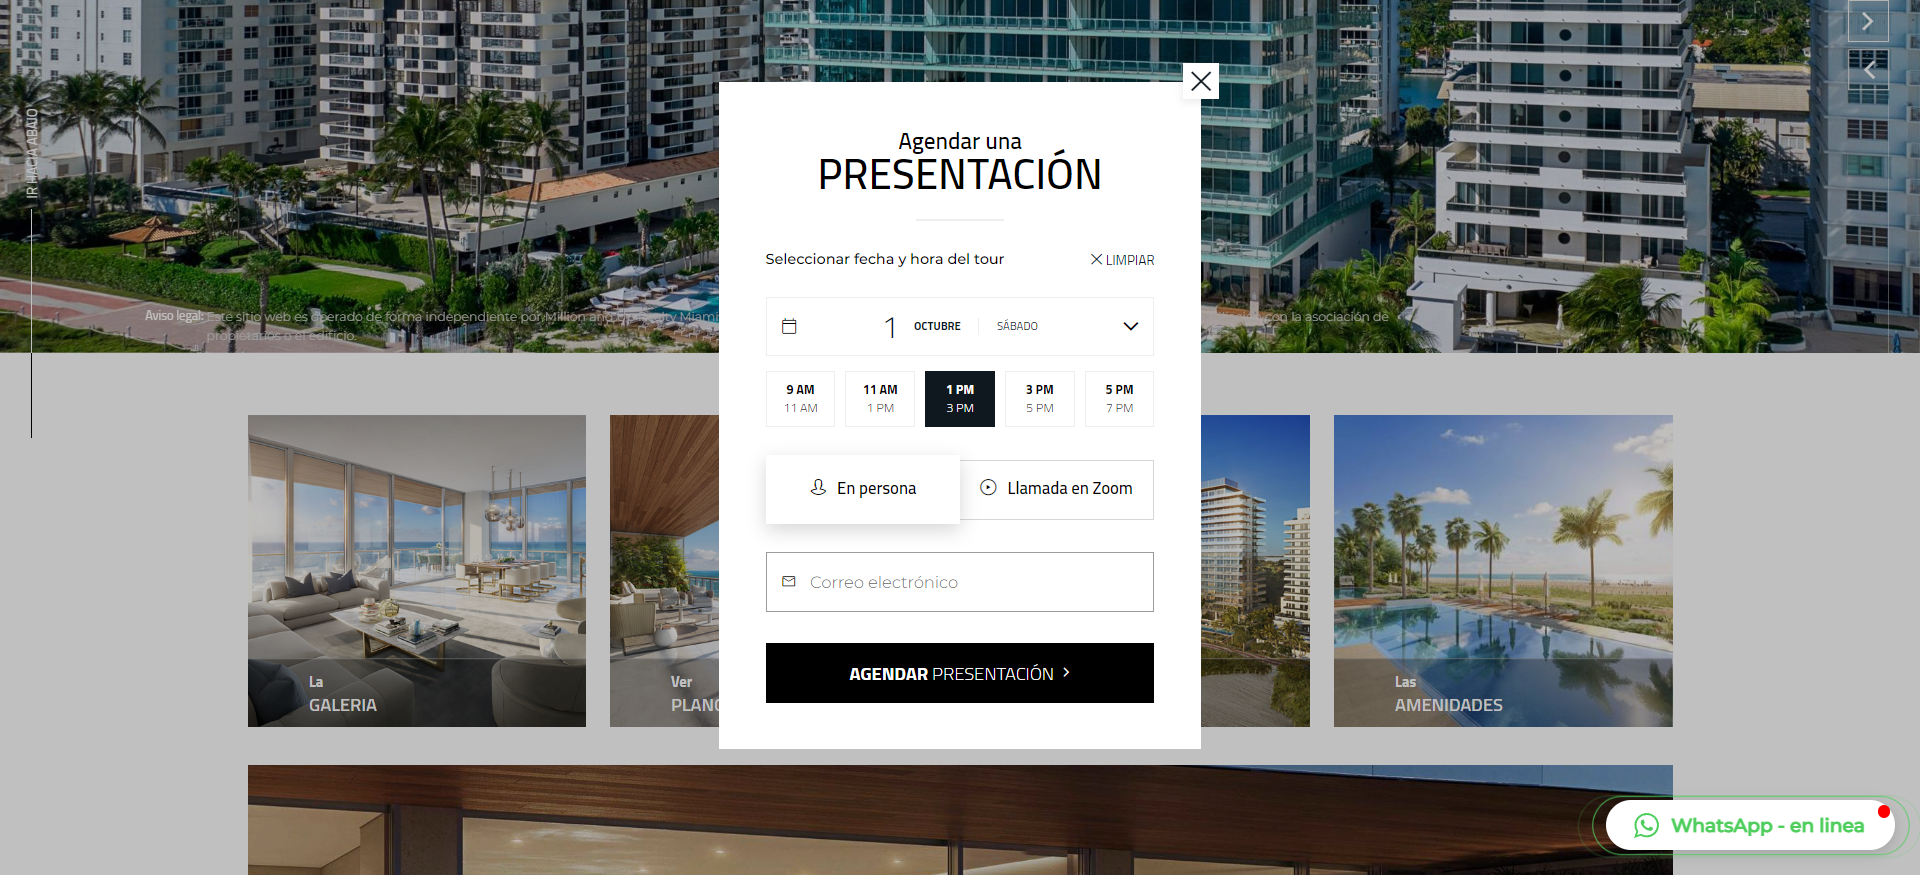 IR HACIA ABAJO
Agendar una
PRESENTACIÓN
Seleccionar fecha y hora del tour
LIMPIAR
Aviso legal: Este sitio web es operado de forma independiente por Million and Up Realty Miami
con la asociación de
propietarios o el edificio.
1 OCTUBRE SÁBADO
9 AM 11 AM 1 PM 3 PM 5 PM
11 AM 1 PM 3 PM 5 PM 7 PM
En persona Llamada en Zoom
Correo electrónico
AGENDAR PRESENTACIÓN
La
GALERIA
Ver
Las
AMENIDADES
WhatsApp - en linea